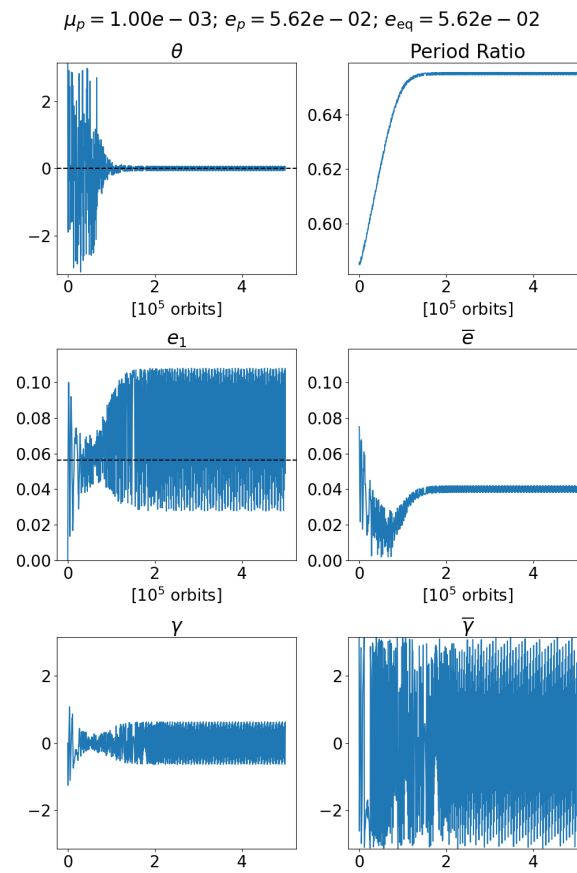 μ_p = 1.00e − 03; e_p = 5.62e − 02; e_eq = 5.62e − 02
θ
Period Ratio
2
0
−2
0.64
0.62
0.60
0 2 4
0 2 4
[10⁵ orbits]
[10⁵ orbits]
e₁
e̅
0.10
0.08
0.06
0.04
0.02
0.00
0.10
0.08
0.06
0.04
0.02
0.00
0 2 4
0 2 4
[10⁵ orbits]
[10⁵ orbits]
γ
γ̅
2
0
−2
2
0
−2
0 2 4
0 2 4